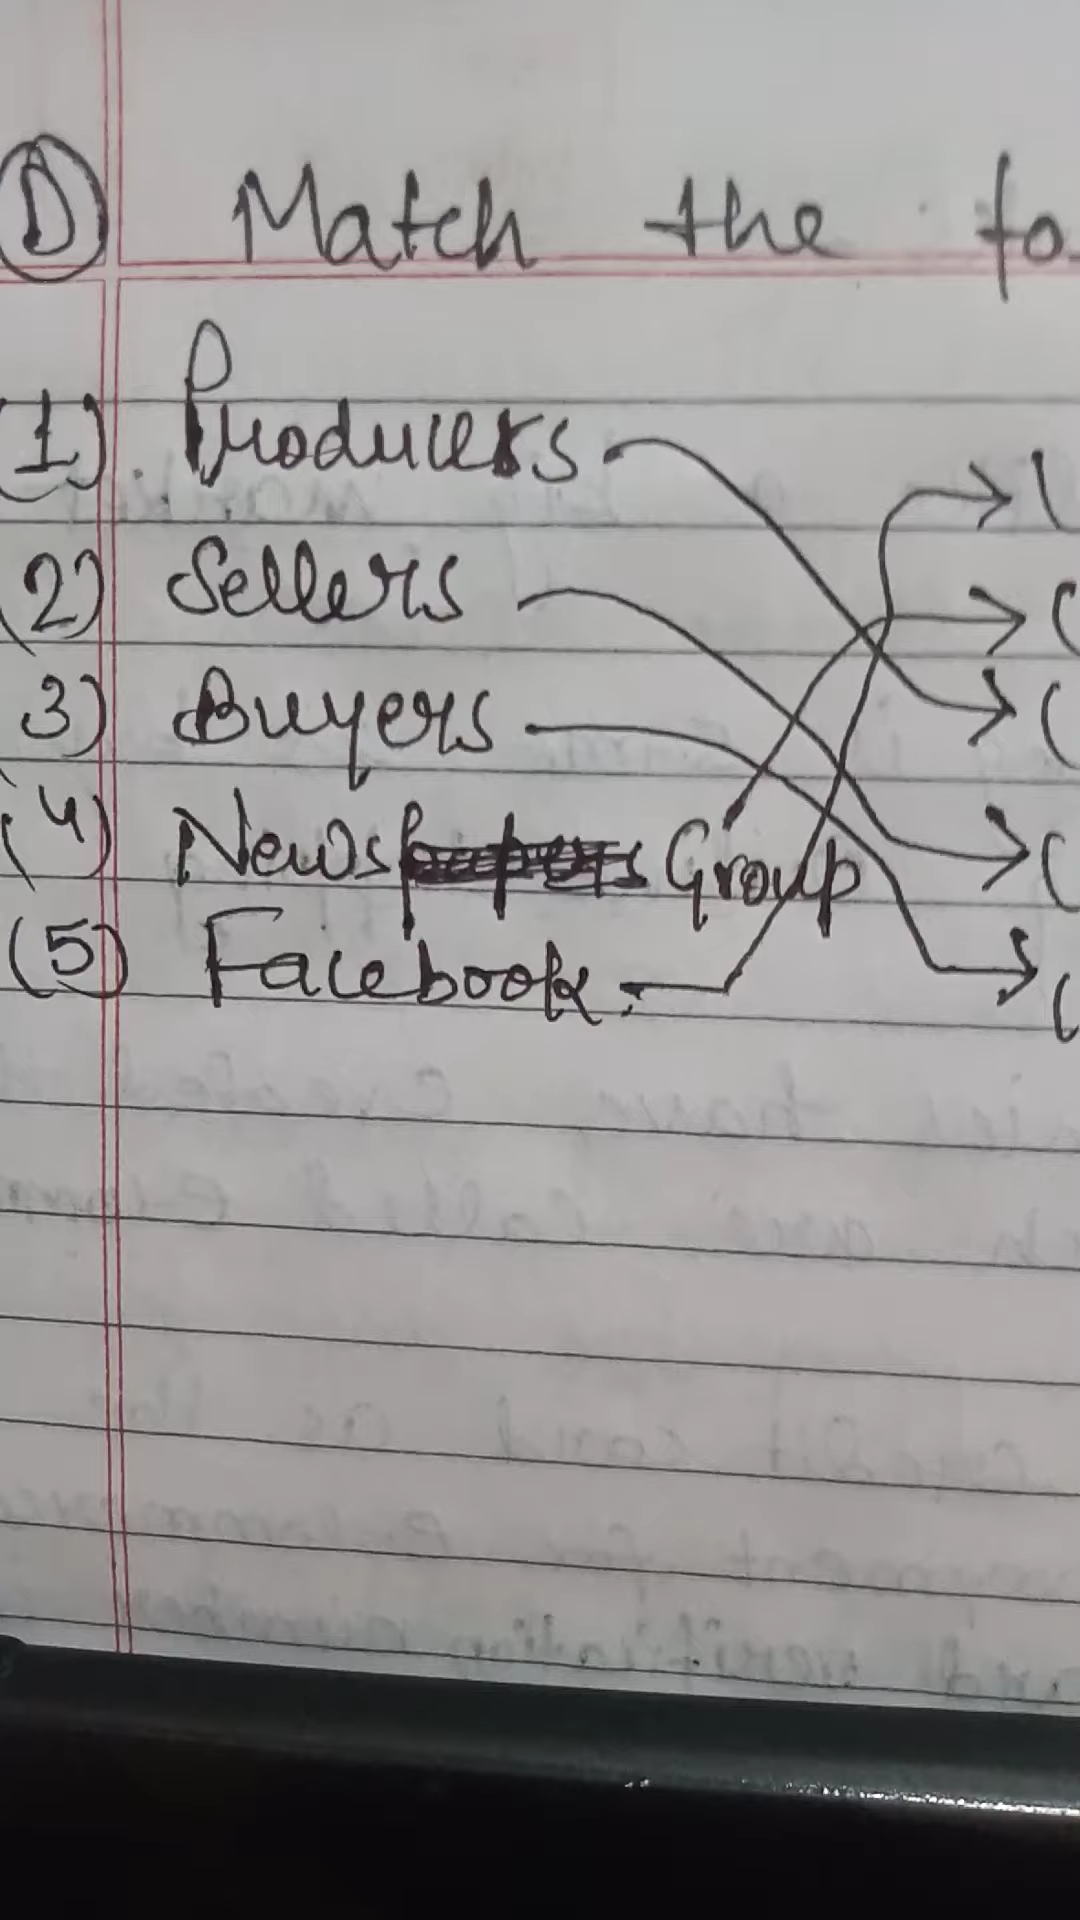 D Match the fo
(1) Producers
(2) Sellers
3) Buyers
(4) News Group
(5) Facebook